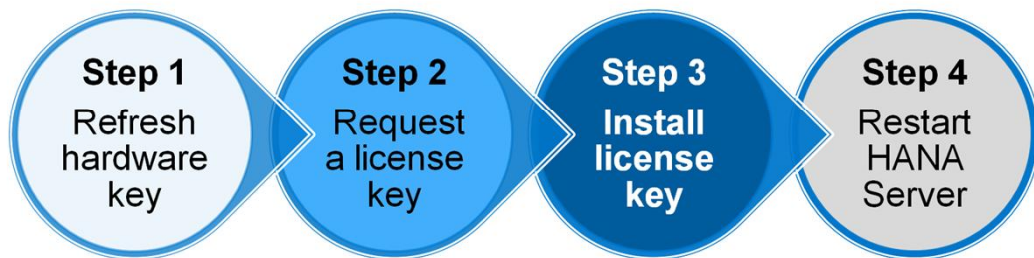 Step 1
Refresh
hardware
key
Step 2
Request
a license
key
Step 3
Install
license
key
Step 4
Restart
HANA
Server